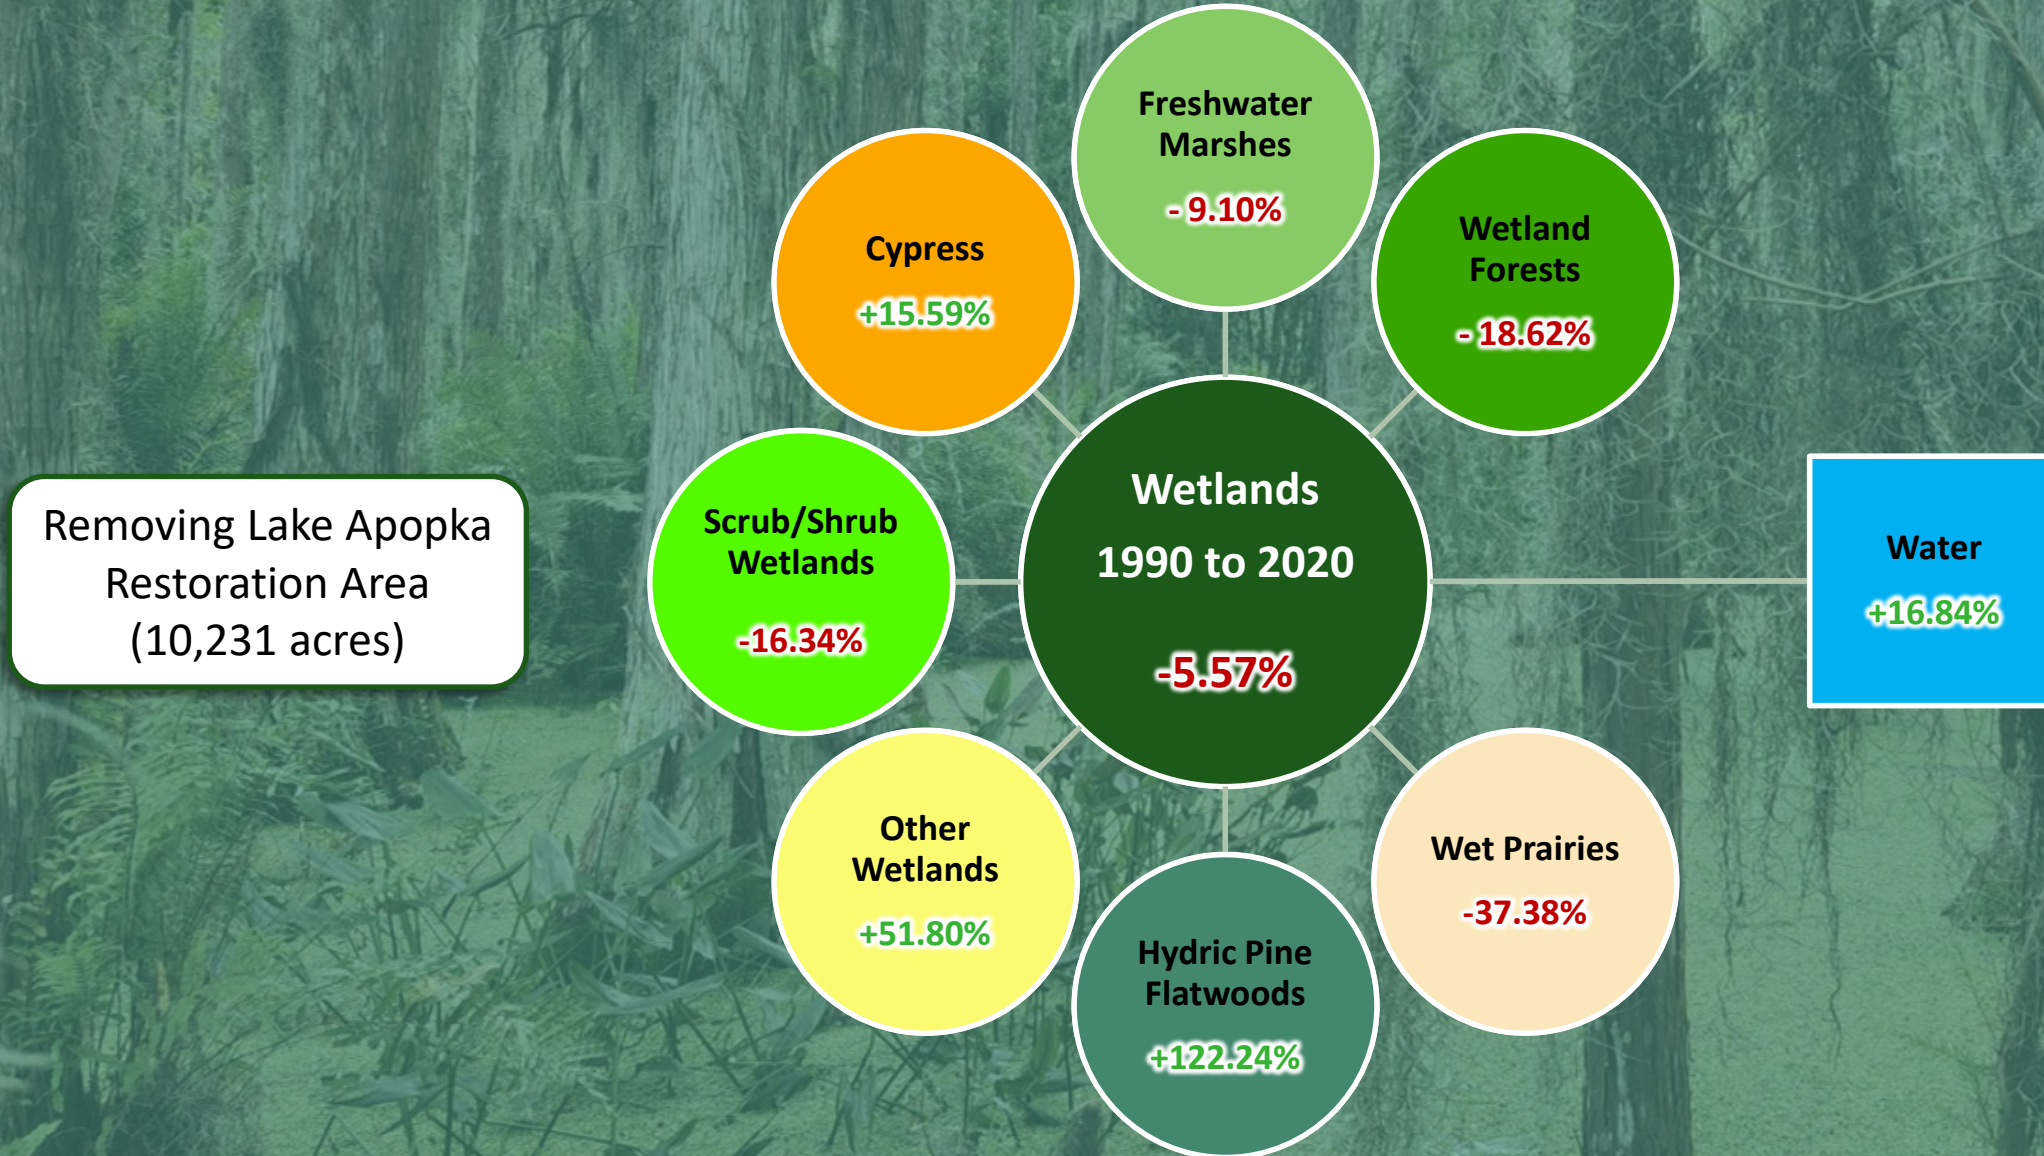 Removing Lake Apopka
Restoration Area
(10,231 acres)
Freshwater
Marshes
- 9.10%
Cypress
+15.59%
Wetland
Forests
- 18.62%
Scrub/Shrub
Wetlands
-16.34%
Wetlands
1990 to 2020
-5.57%
Water
+16.84%
Other
Wetlands
+51.80%
Wet Prairies
-37.38%
Hydric Pine
Flatwoods
+122.24%